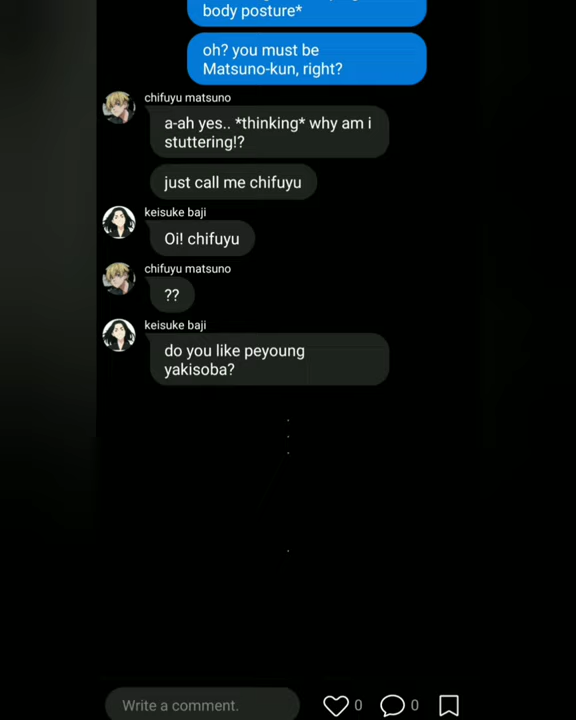 body posture*
oh? you must be
Matsuno-kun, right?
chifuyu matsuno
a-ah yes.. *thinking* why am i
stuttering!?
just call me chifuyu
keisuke baji
Oi! chifuyu
chifuyu matsuno
??
keisuke baji
do you like peyoung
yakisoba?
.
.
.
.
Write a comment.
0
0